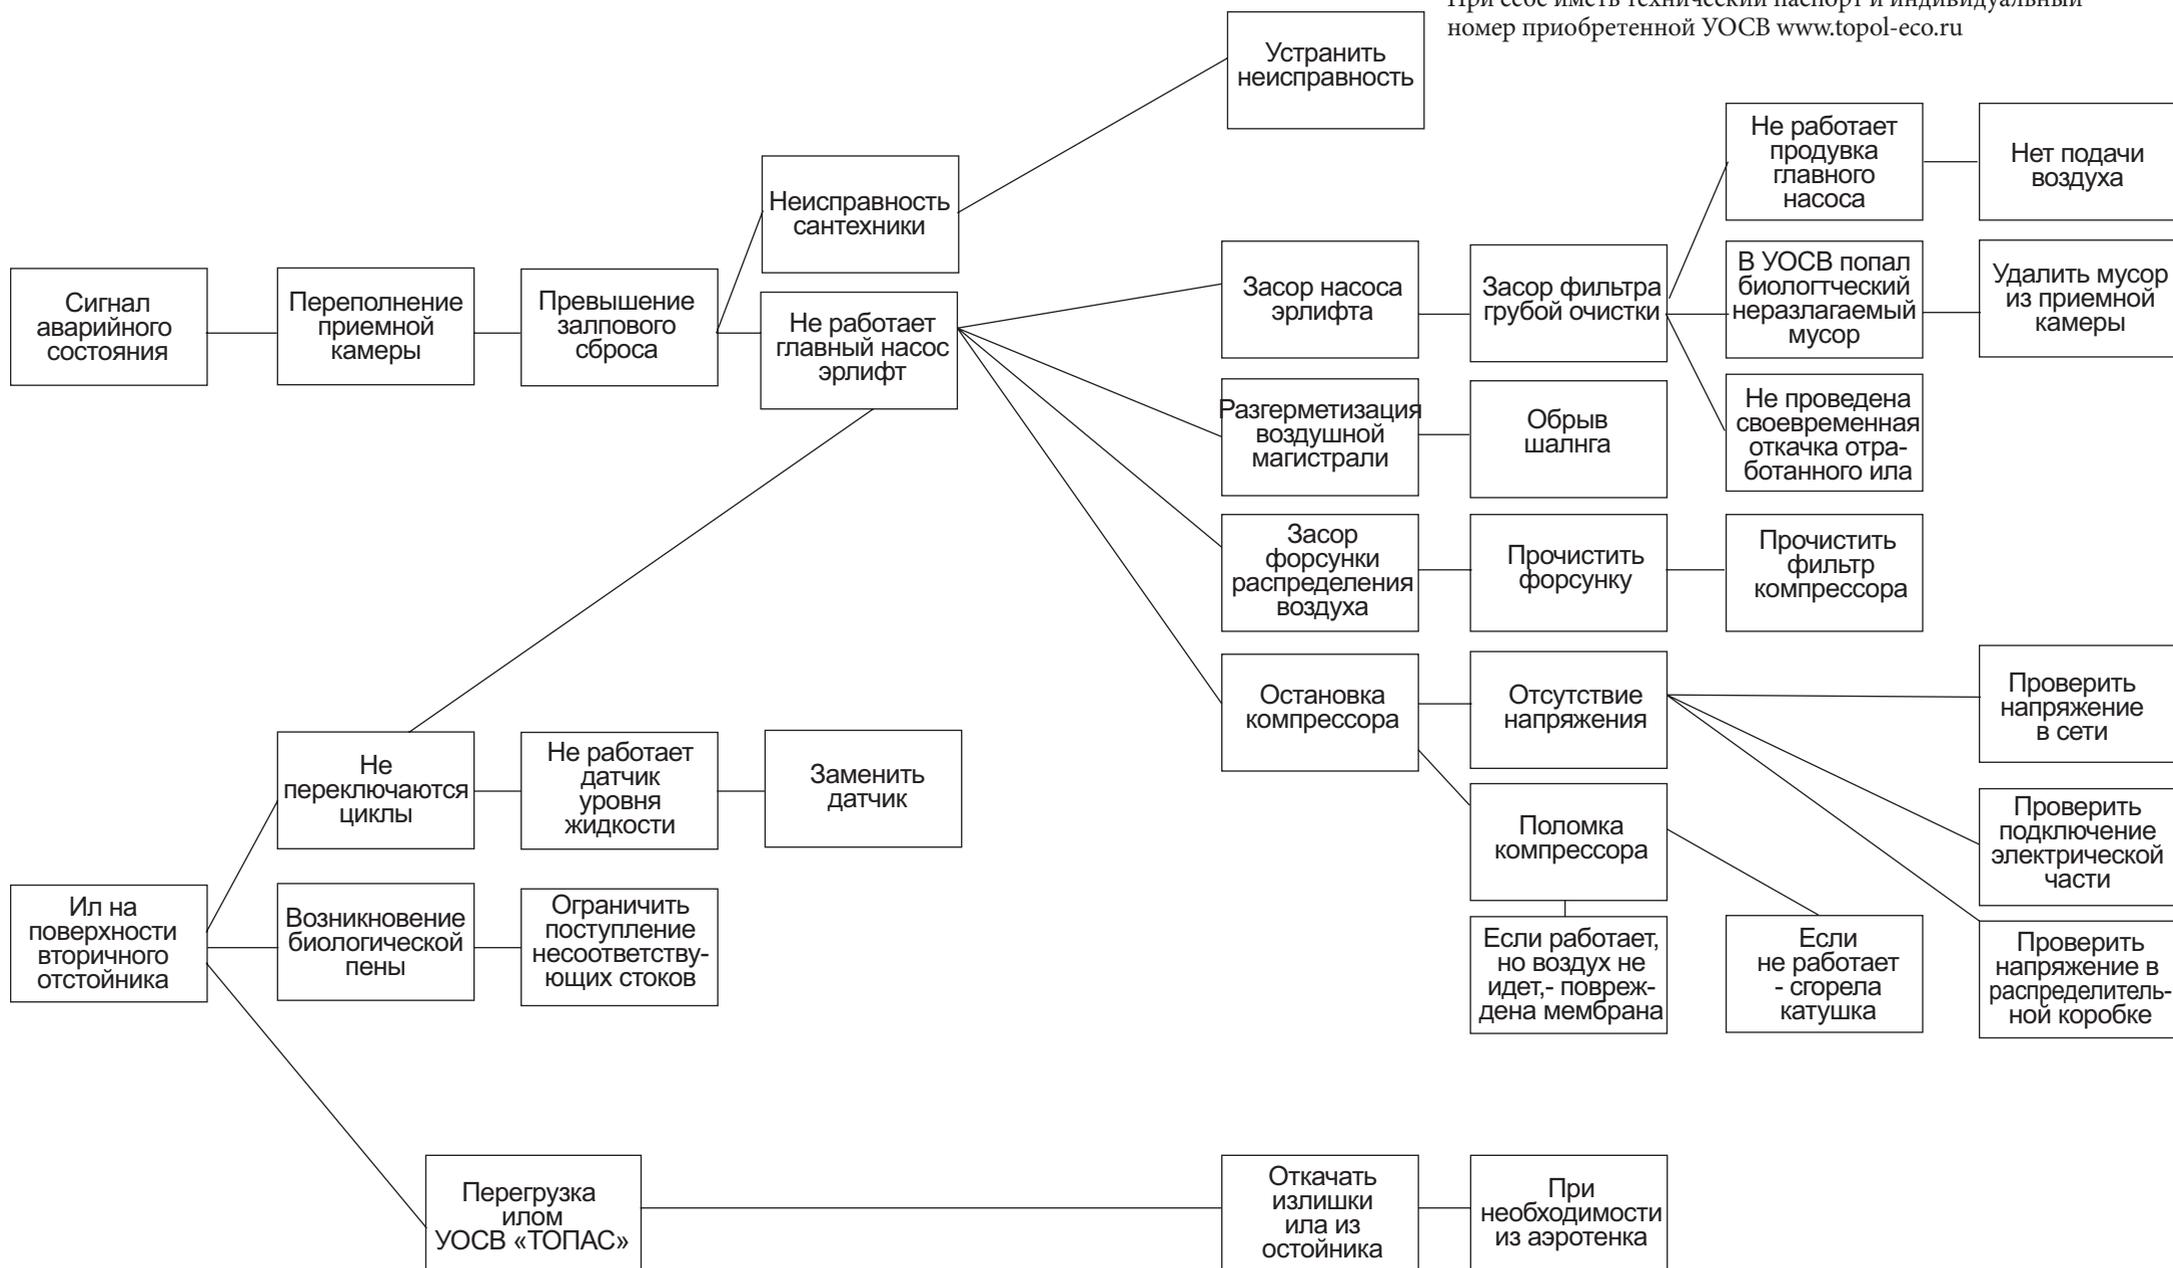 При себе иметь технический паспорт и индивидуальный
номер приобретенной УОСВ www.topol-eco.ru
Устранить
неисправность
Не работает
продувка
главного
насоса
Нет подачи
воздуха
Неисправность
сантехники
Сигнал
аварийного
состояния
Переполнение
приемной
камеры
Превышение
залпового
сброса
Не работает
главный насос
эрлифт
Засор насоса
эрлифта
Засор фильтра
грубой очистки
В УОСВ попал
биологтческий
неразлагаемый
мусор
Удалить мусор
из приемной
камеры
Разгерметизация
воздушной
магистрали
Обрыв
шалнга
Не проведена
своевременная
откачка отра-
ботанного ила
Засор
форсунки
распределения
воздуха
Прочистить
форсунку
Прочистить
фильтр
компрессора
Остановка
компрессора
Отсутствие
напряжения
Проверить
напряжение
в сети
Не
переключаются
циклы
Не работает
датчик
уровня
жидкости
Заменить
датчик
Поломка
компрессора
Проверить
подключение
электрической
части
Ил на
поверхности
вторичного
отстойника
Возникновение
биологической
пены
Ограничить
поступление
несоответству-
ющих стоков
Если работает,
но воздух не
идет,- повреж-
дена мембрана
Если
не работает
- сгорела
катушка
Проверить
напряжение в
распределитель-
ной коробке
Перегрузка
илом
УОСВ «ТОПАС»
Откачать
излишки
ила из
остойника
При
необходимости
из аэротенка